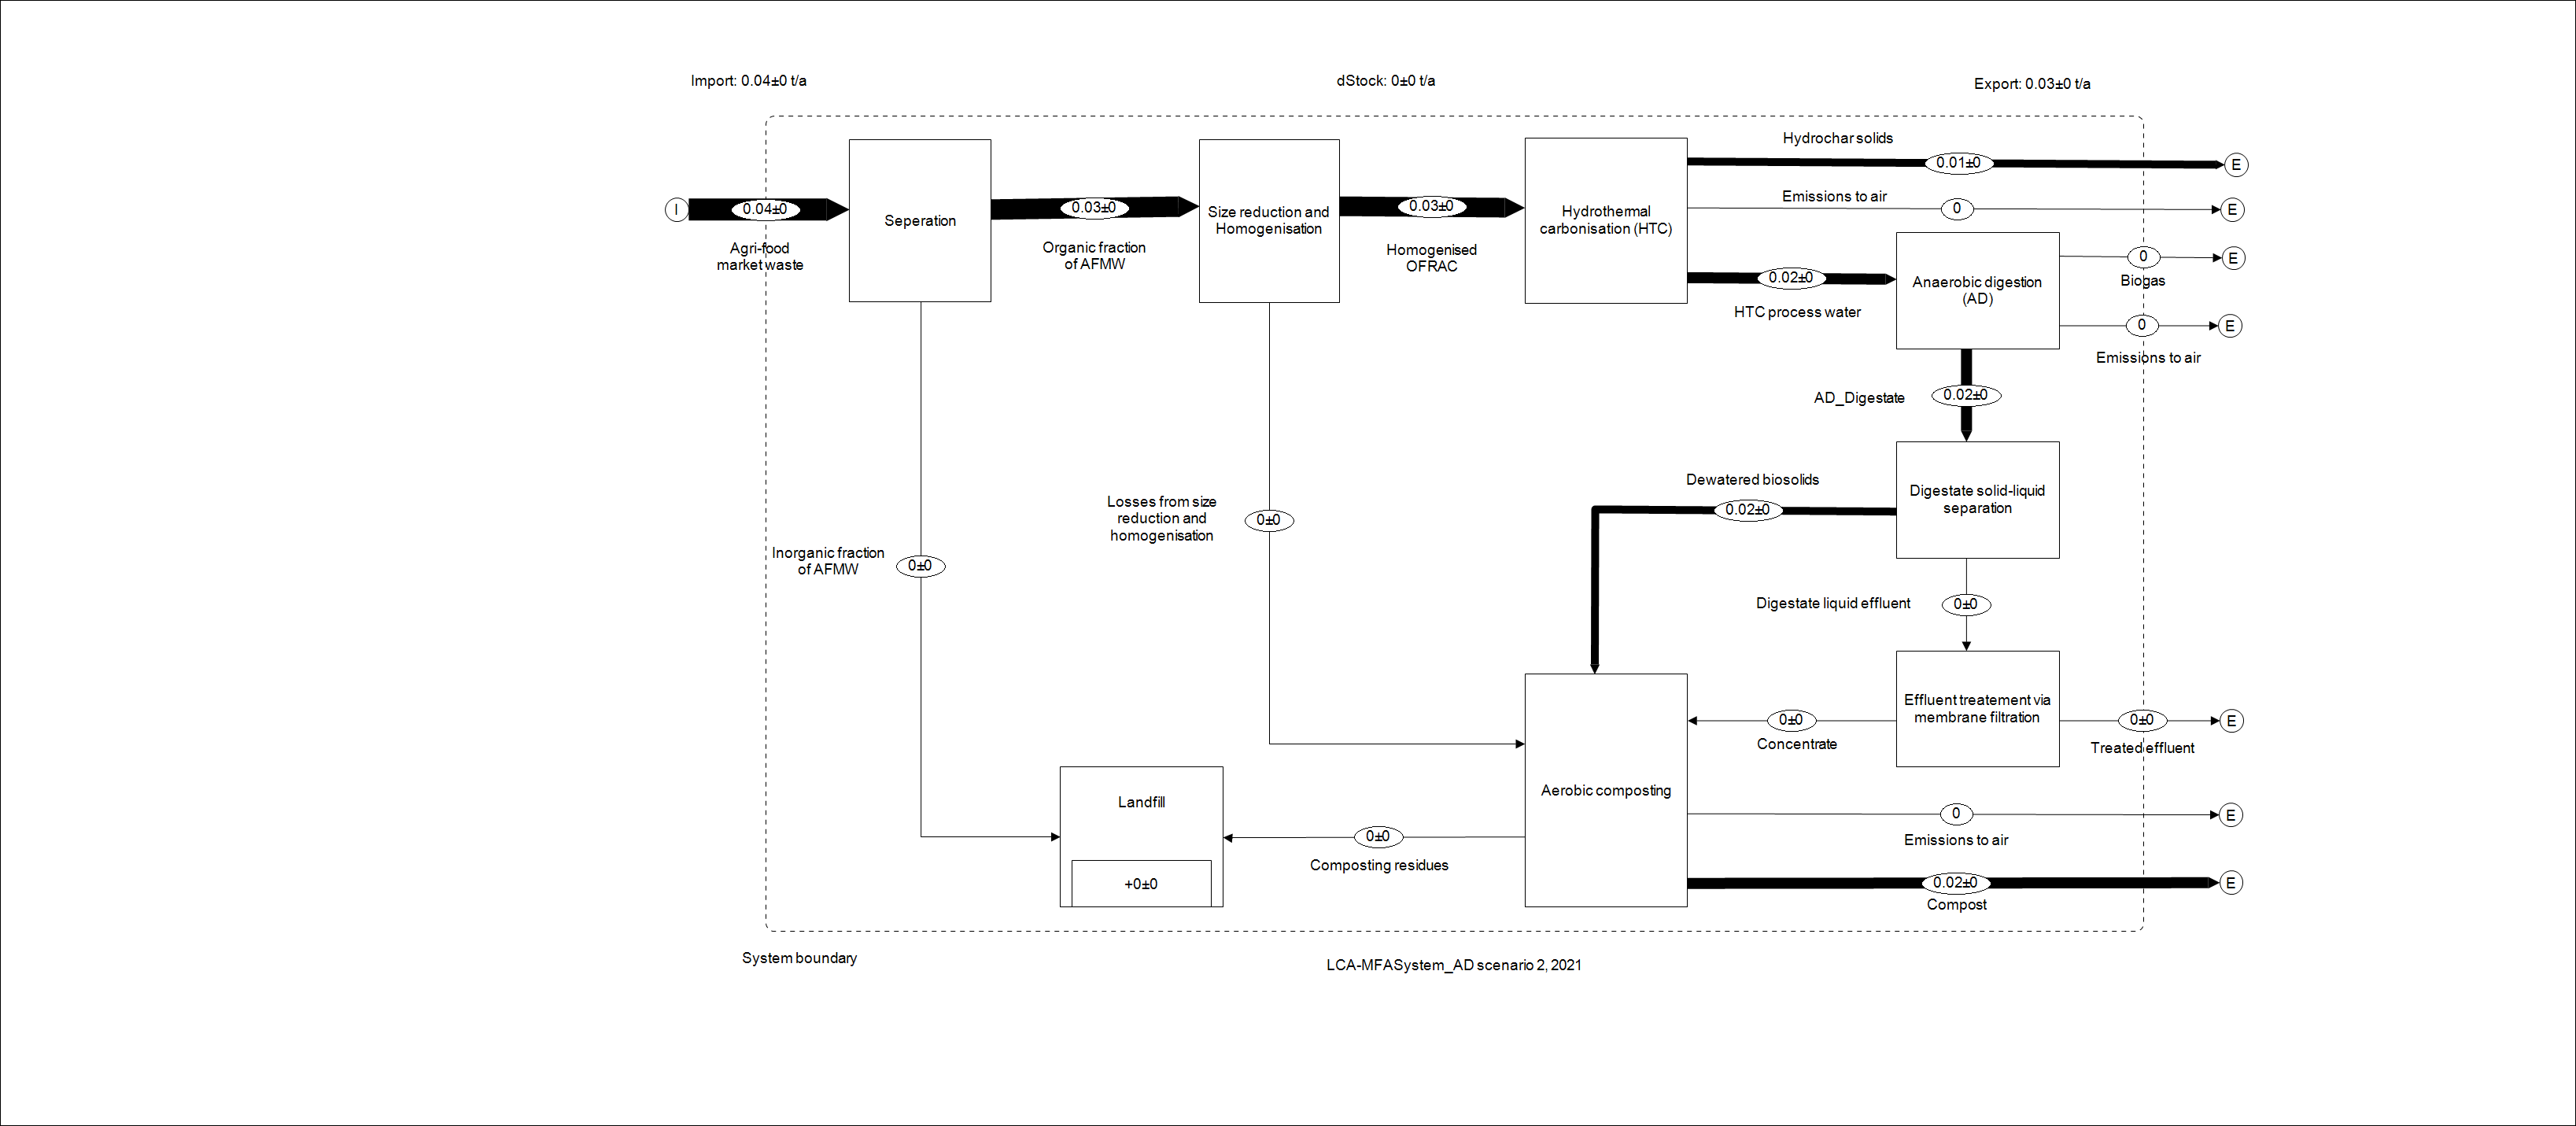 Import: 0.04±0 t/a
dStock: 0±0 t/a
Export: 0.03±0 t/a
I
0.04±0
Agri-food
market waste
Seperation
0.03±0
Organic fraction
of AFMW
Size reduction and
Homogenisation
0.03±0
Homogenised
OFRAC
Hydrothermal
carbonisation (HTC)
Hydrochar solids
0.01±0
E
Emissions to air
0
E
0.02±0
HTC process water
Anaerobic digestion
(AD)
0
E
Biogas
0
E
Emissions to air
AD_Digestate
0.02±0
Dewatered biosolids
0.02±0
Digestate solid-liquid
separation
Losses from size
reduction and
homogenisation
0±0
Inorganic fraction
of AFMW
0±0
Digestate liquid effluent
0±0
Effluent treatement via
membrane filtration
0±0
Concentrate
0±0
E
Treated effluent
Aerobic composting
0
E
Emissions to air
Landfill
+0±0
0±0
Composting residues
0.02±0
E
Compost
System boundary
LCA-MFASystem_AD scenario 2, 2021